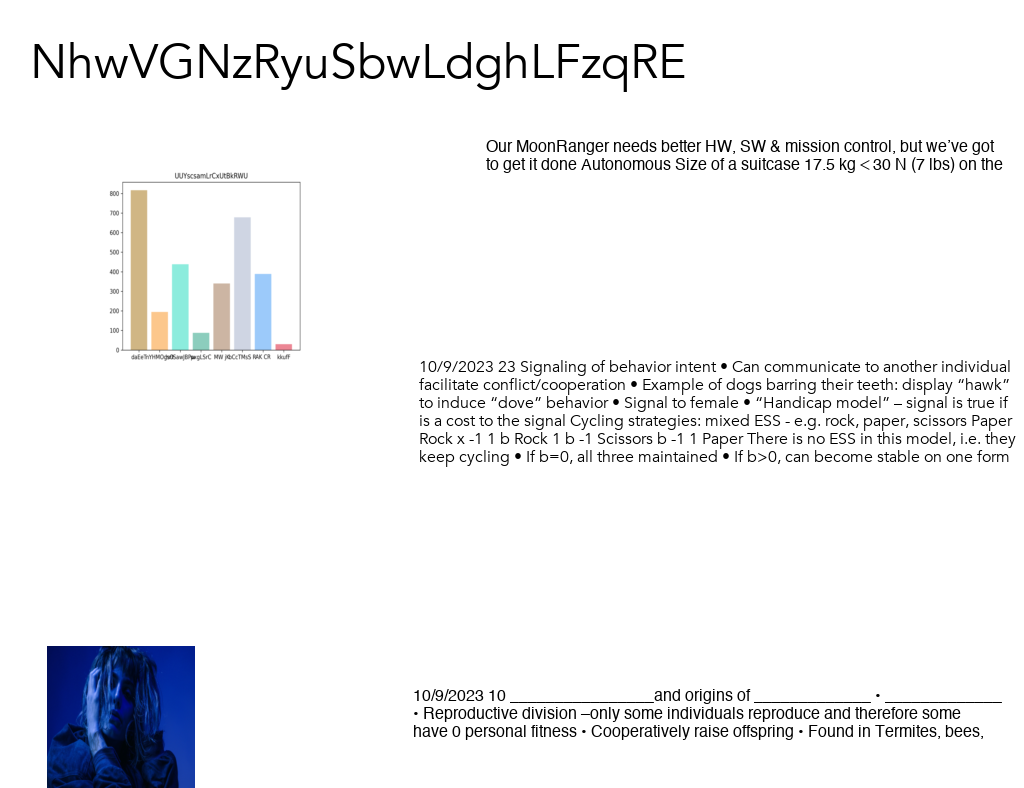 NhwVGNzRyuSbwLdghLFzqRE
Our MoonRanger needs better HW, SW & mission control, but we’ve got
to get it done Autonomous Size of a suitcase 17.5 kg < 30 N (7 lbs) on the
UUYscsamLrCxUtBkRWU
800
700
600
500
400
300
200
100
0
MW
RAK CR
kkuff
10/9/2023 23 Signaling of behavior intent • Can communicate to another individual
facilitate conflict/cooperation • Example of dogs barring their teeth: display “hawk”
to induce “dove” behavior • Signal to female • “Handicap model” – signal is true if
is a cost to the signal Cycling strategies: mixed ESS - e.g. rock, paper, scissors Paper
Rock x -1 1 b Rock 1 b -1 Scissors b -1 1 Paper There is no ESS in this model, i.e. they
keep cycling • If b=0, all three maintained • If b>0, can become stable on one form
10/9/2023 10 _________________and origins of ______________ • ______________
• Reproductive division –only some individuals reproduce and therefore some
have 0 personal fitness • Cooperatively raise offspring • Found in Termites, bees,